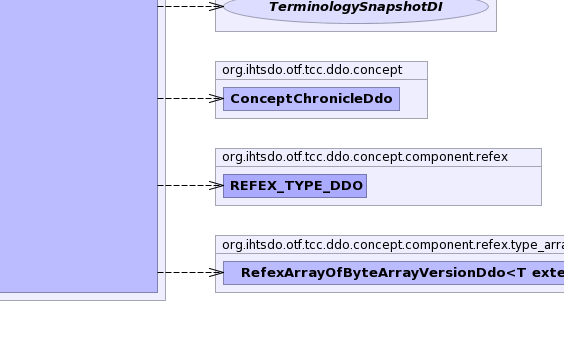 TerminologySnapshotDI
org.ihtsdo.otf.tcc.ddo.concept
ConceptChronicleDdo
org.ihtsdo.otf.tcc.ddo.concept.component.refex
REFEX_TYPE_DDO
org.ihtsdo.otf.tcc.ddo.concept.component.refex.type_arra
RefexArrayOfByteArrayVersionDdo<T exte